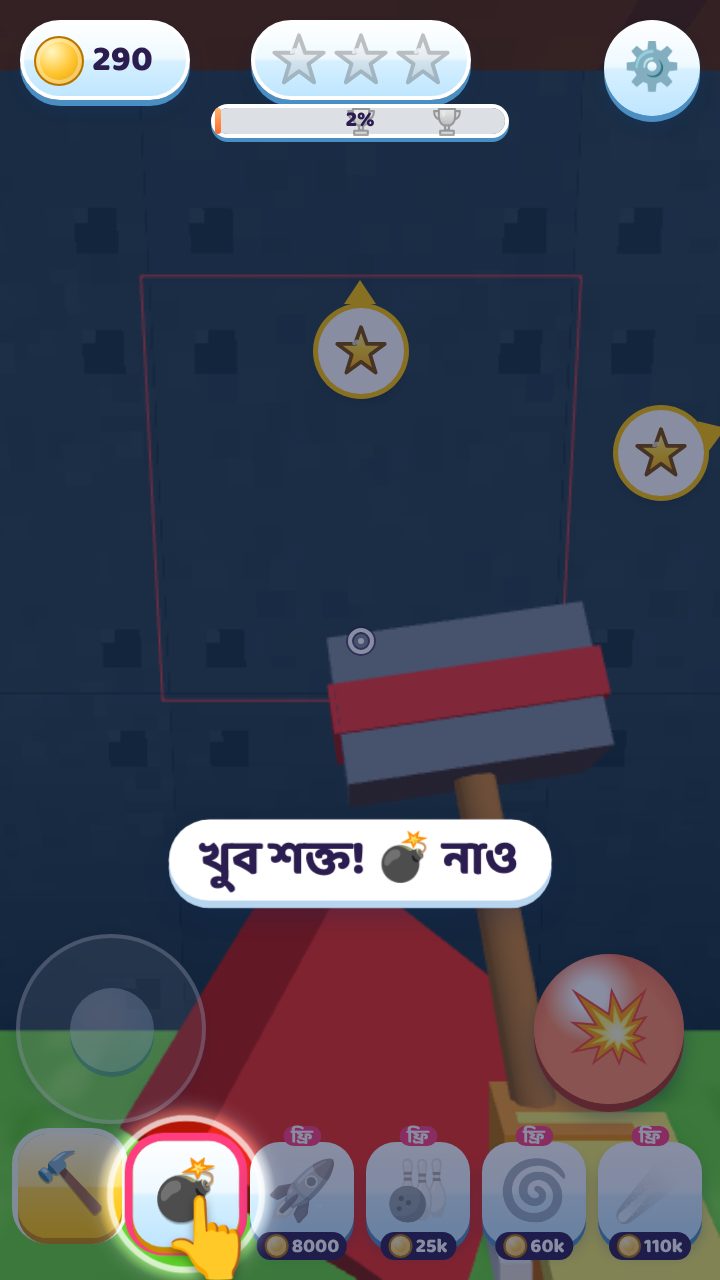 290
2%
খুব শক্ত! 💣 নাও
ফ্রি ফ্রি ফ্রি ফ্রি
8000 25k 60k 110k